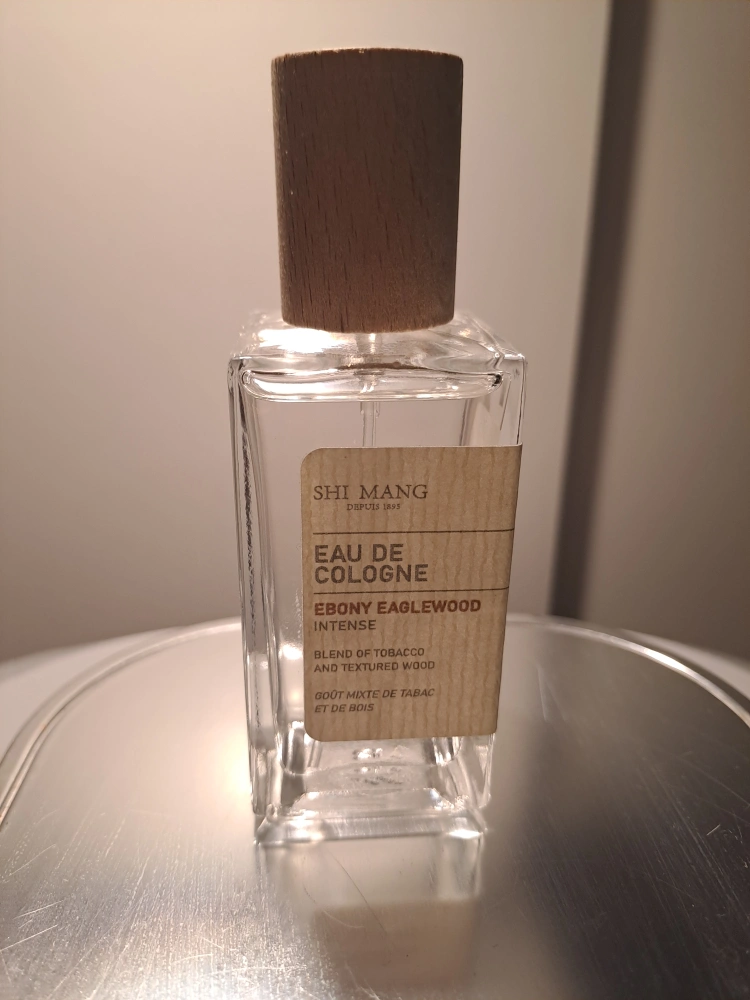 SHI MANG
DEPUIS 1895
EAU DE
COLOGNE
EBONY EAGLEWOOD
INTENSE
BLEND OF TOBACCO
AND TEXTURED WOOD
GOÛT MIXTE DE TABAC
ET DE BOIS